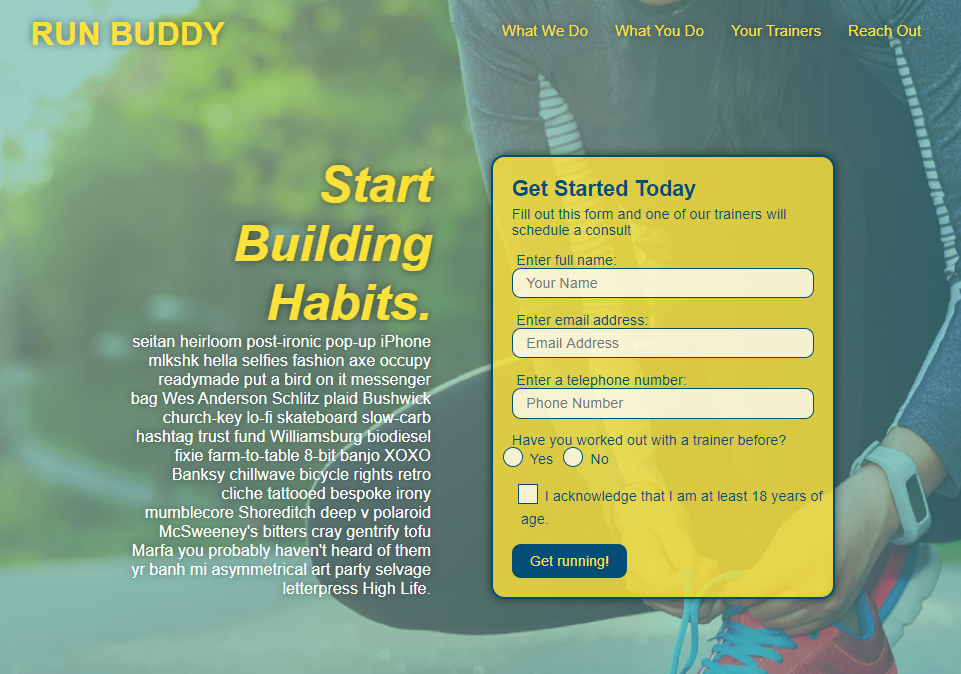 RUN BUDDY
What We Do What You Do Your Trainers Reach Out
Start
Building
Habits.
seitan heirloom post-ironic pop-up iPhone
mlkshk hella selfies fashion axe occupy
readymade put a bird on it messenger
bag Wes Anderson Schlitz plaid Bushwick
church-key lo-fi skateboard slow-carb
hashtag trust fund Williamsburg biodiesel
fixie farm-to-table 8-bit banjo XOXO
Banksy chillwave bicycle rights retro
cliche tattooed bespoke irony
mumblecore Shoreditch deep v polaroid
McSweeney's bitters cray gentrify tofu
Marfa you probably haven't heard of them
yr banh mi asymmetrical art party selvage
letterpress High Life.
Get Started Today
Fill out this form and one of our trainers will
schedule a consult
Enter full name:
Your Name
Enter email address:
Email Address
Enter a telephone number:
Phone Number
Have you worked out with a trainer before?
Yes No
I acknowledge that I am at least 18 years of
age.
Get running!